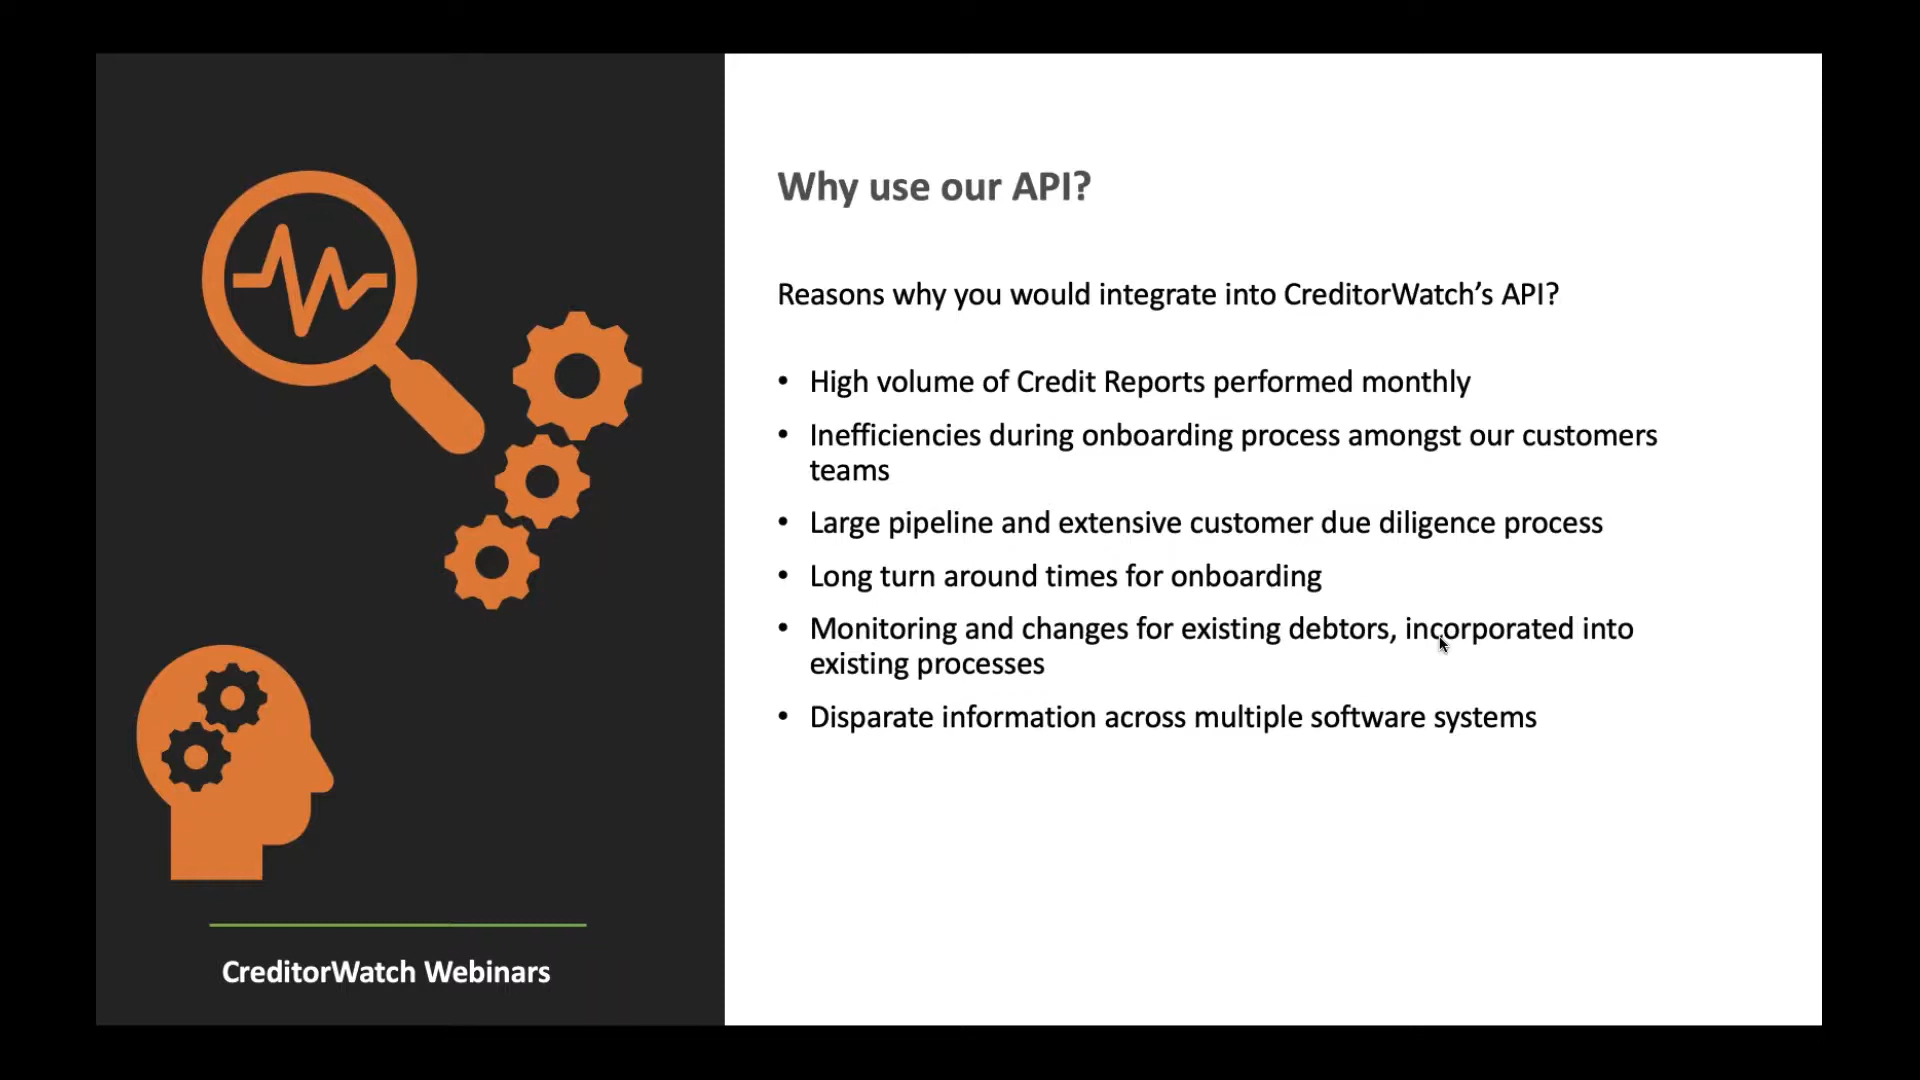 Why use our API?
Reasons why you would integrate into CreditorWatch’s API?
• High volume of Credit Reports performed monthly
• Inefficiencies during onboarding process amongst our customers
teams
• Large pipeline and extensive customer due diligence process
• Long turn around times for onboarding
• Monitoring and changes for existing debtors, incorporated into
existing processes
• Disparate information across multiple software systems
CreditorWatch Webinars